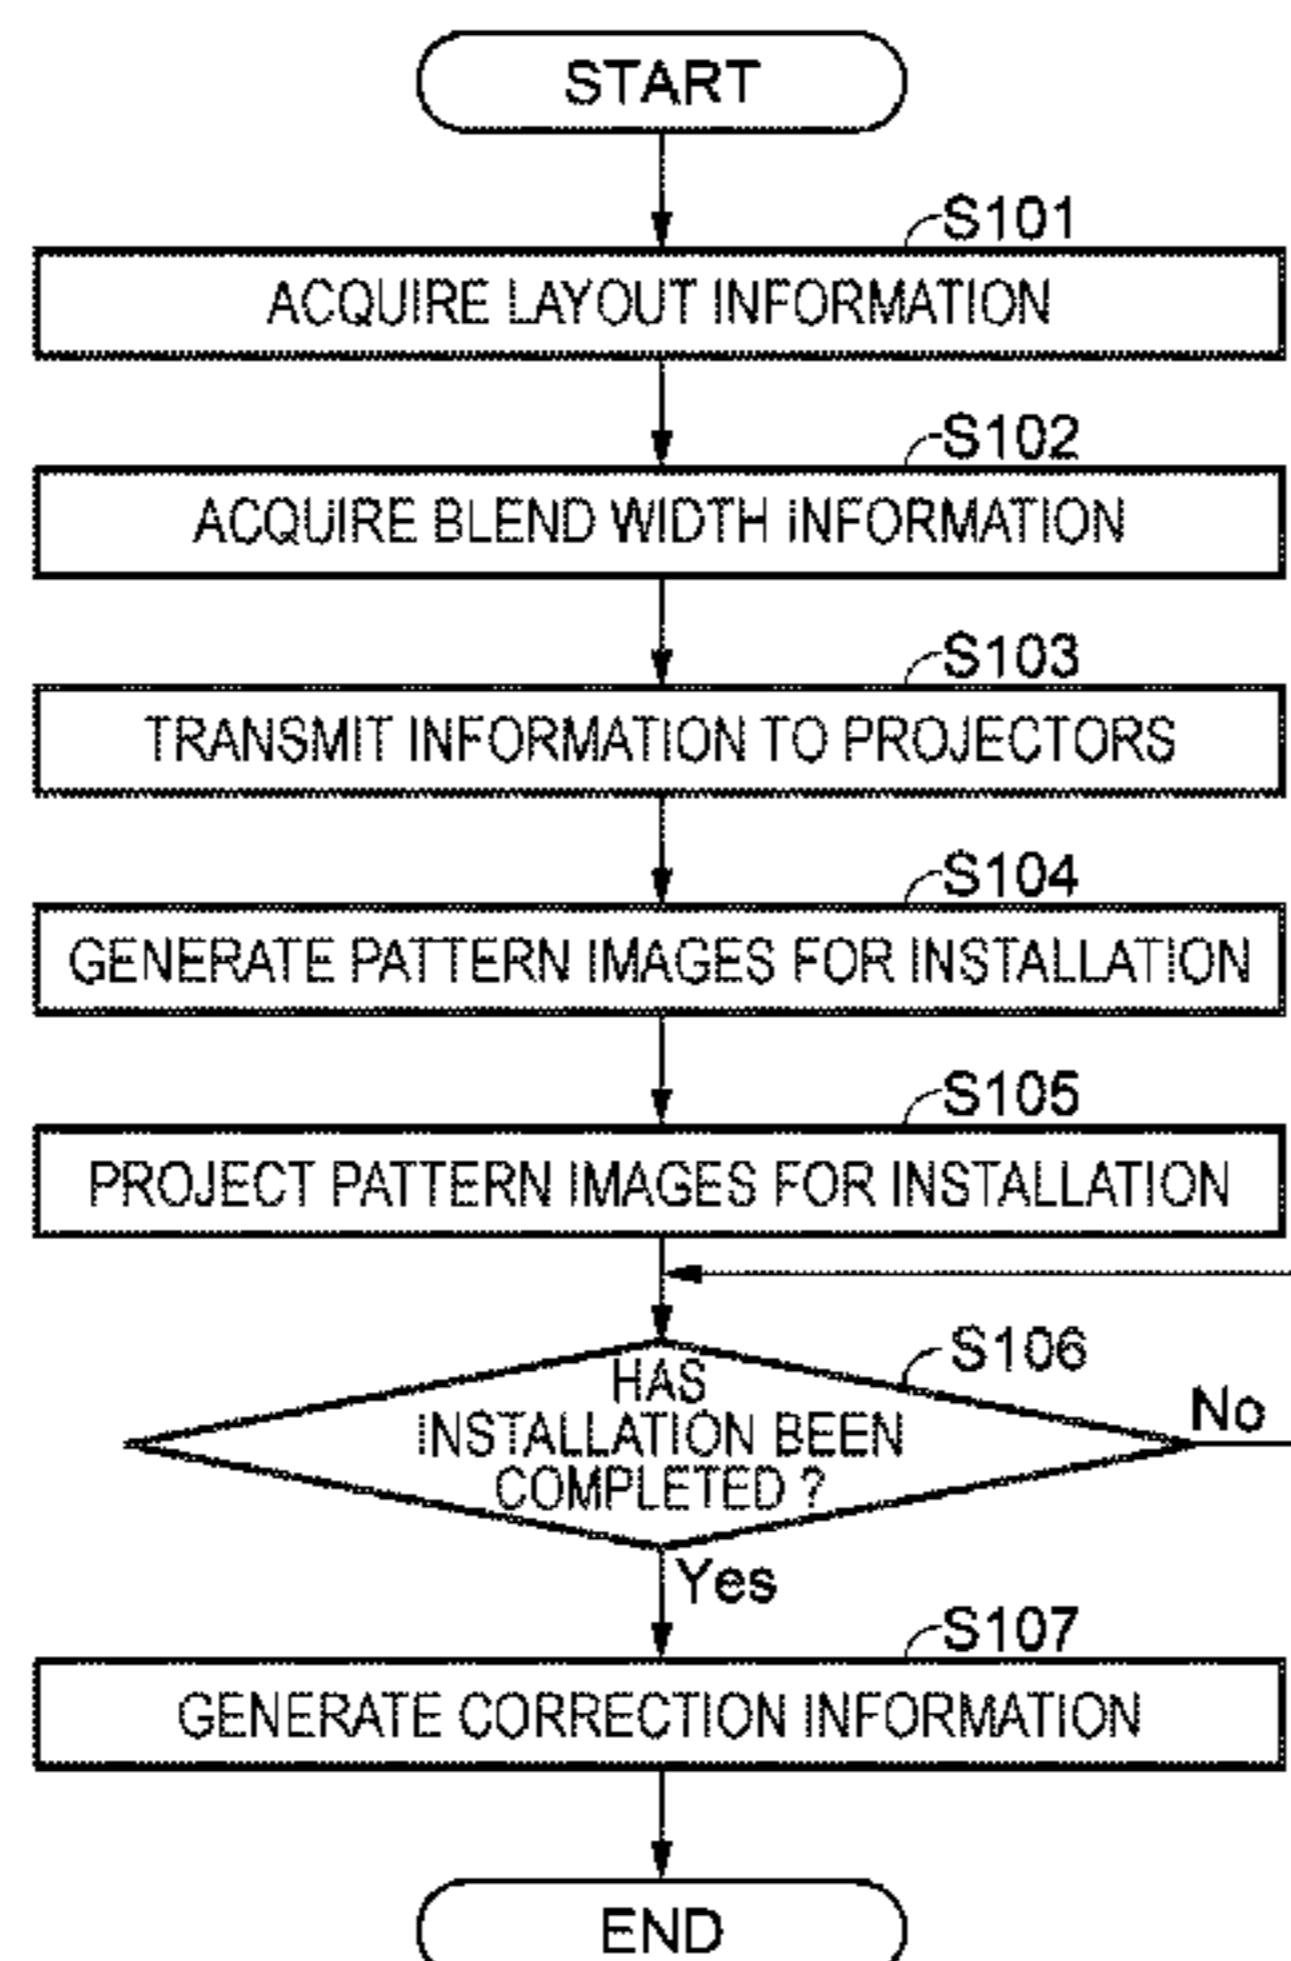 START
S101
ACQUIRE LAYOUT INFORMATION
S102
ACQUIRE BLEND WIDTH INFORMATION
S103
TRANSMIT INFORMATION TO PROJECTORS
S104
GENERATE PATTERN IMAGES FOR INSTALLATION
S105
PROJECT PATTERN IMAGES FOR INSTALLATION
S106
HAS
INSTALLATION BEEN
COMPLETED ?
No
Yes
S107
GENERATE CORRECTION INFORMATION
END